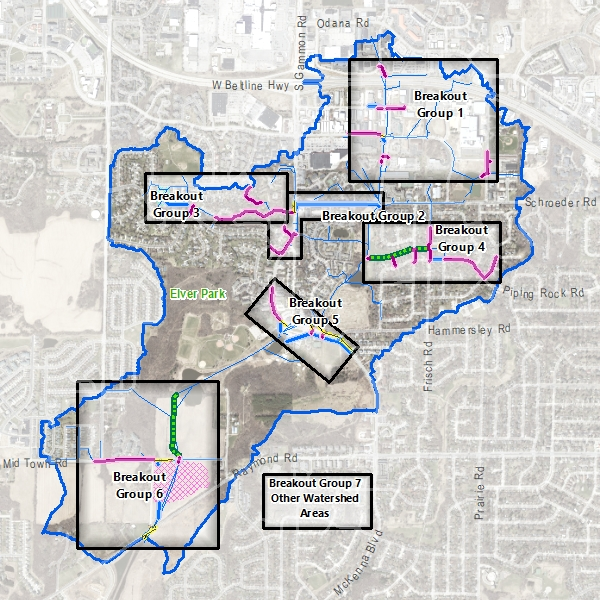 Odana Rd
S Gammon Rd
W Beltline Hwy
Breakout
Group 1
Breakout
Group 3
Schroeder Rd
Breakout Group 2
Breakout
Group 4
Elver Park
Piping Rock Rd
Breakout
Group 5
Hammersley Rd
Frisch Rd
Mid Town Rd
Raymond Rd
Breakout
Group 6
Breakout Group 7
Other Watershed
Areas
Prairie Rd
McKenna Blvd